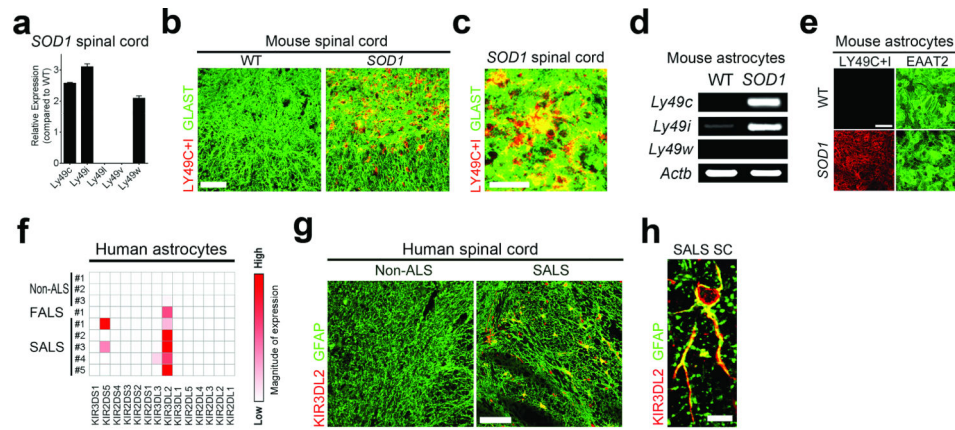 a
SOD1 spinal cord
Relative Expression
(compared to WT)
3
2
1
0
Ly49c
Ly49i
Ly49l
Ly49v
Ly49w
b
Mouse spinal cord
WT
SOD1
LY49C+I GLAST
c
SOD1 spinal cord
LY49C+I GLAST
d
Mouse astrocytes
WT SOD1
Ly49c
Ly49i
Ly49w
Actb
e
Mouse astrocytes
LY49C+I EAAT2
WT
SOD1
f
Human astrocytes
Non-ALS
#1
#2
#3
FALS
#1
SALS
#1
#2
#3
#4
#5
KIR3DS1
KIR2DS5
KIR2DS4
KIR2DS3
KIR2DS2
KIR2DS1
KIR3DL3
KIR3DL2
KIR3DL1
KIR2DL5
KIR2DL4
KIR2DL3
KIR2DL2
KIR2DL1
High
Low
Magnitude of expression
g
Human spinal cord
Non-ALS
SALS
KIR3DL2 GFAP
h
SALS SC
KIR3DL2 GFAP